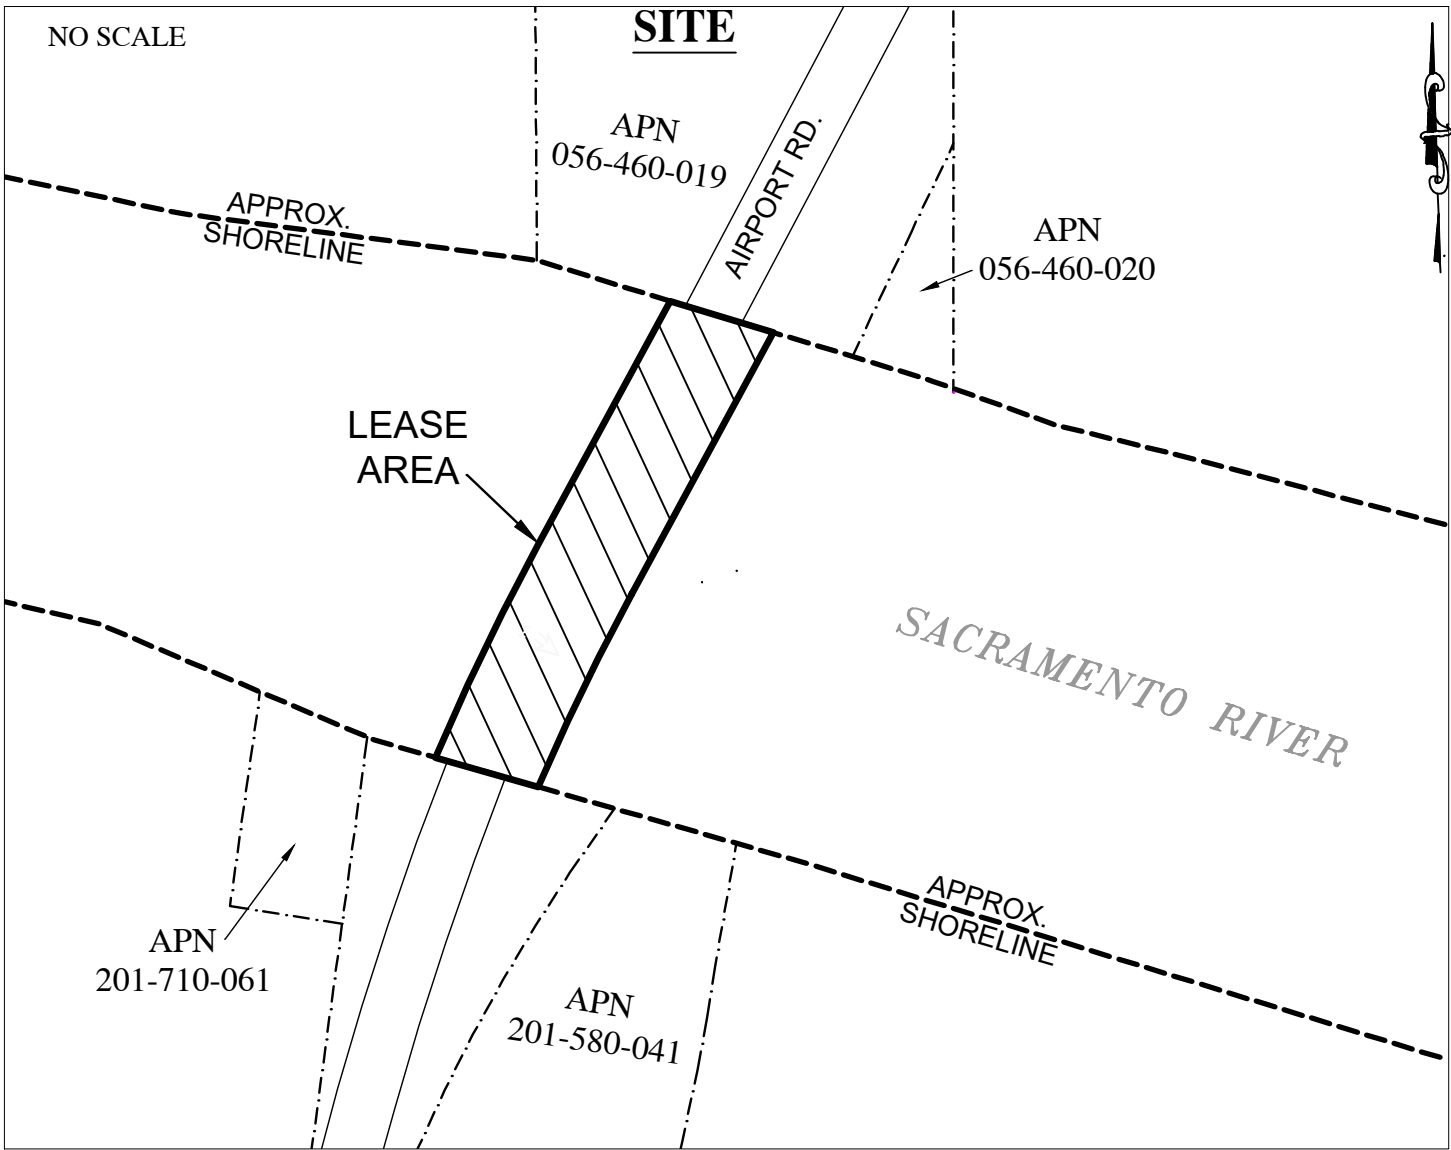 NO SCALE
SITE
APN
056-460-019
AIRPORT RD.
APPROX.
SHORELINE
APN
056-460-020
LEASE
AREA
SACRAMENTO RIVER
APPROX.
SHORELINE
APN
201-710-061
APN
201-580-041